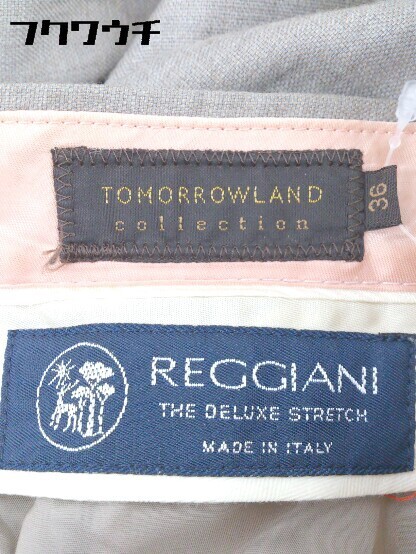 フクワウチ
TOMORROWLAND
collection
36
REGGIANI
THE DELUXE STRETCH
MADE IN ITALY